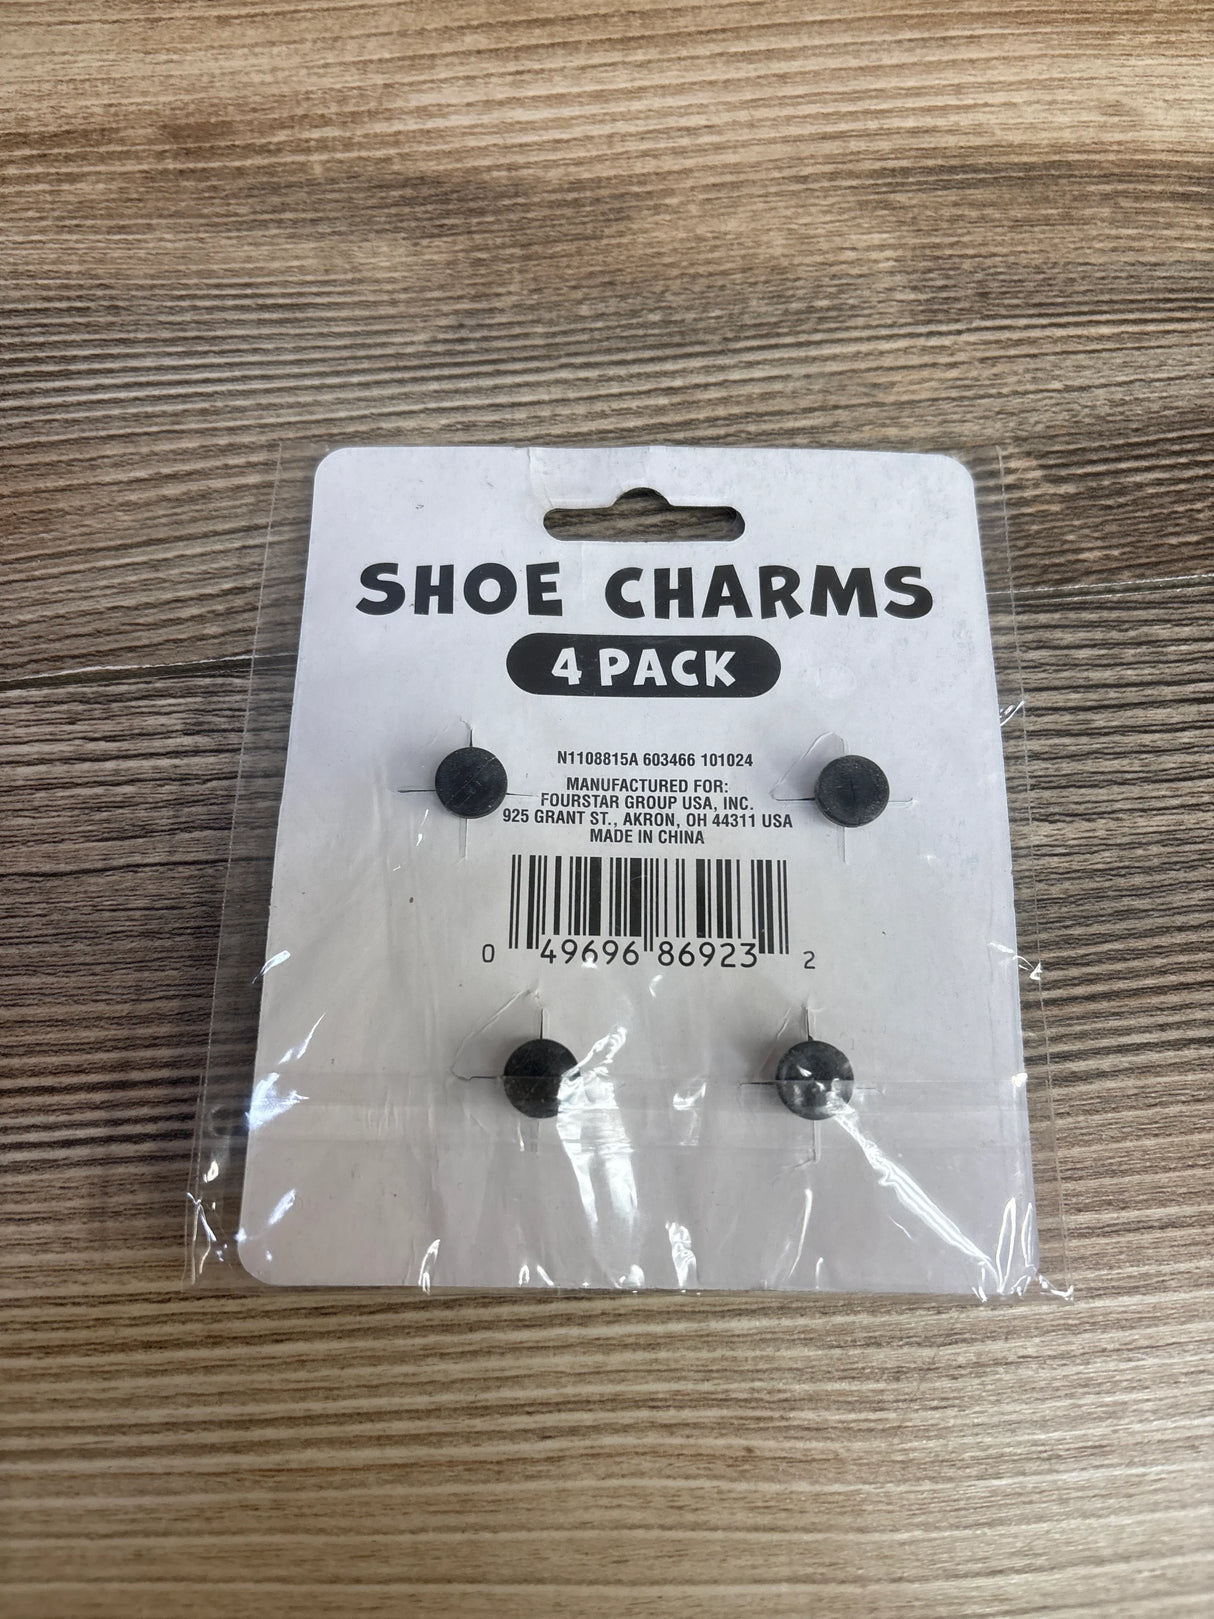 SHOE CHARMS
4 PACK
N1108815A 603466 101024
MANUFACTURED FOR:
FOURSTAR GROUP USA, INC.
925 GRANT ST., AKRON, OH 44311 USA
MADE IN CHINA
0 49696 86923 2